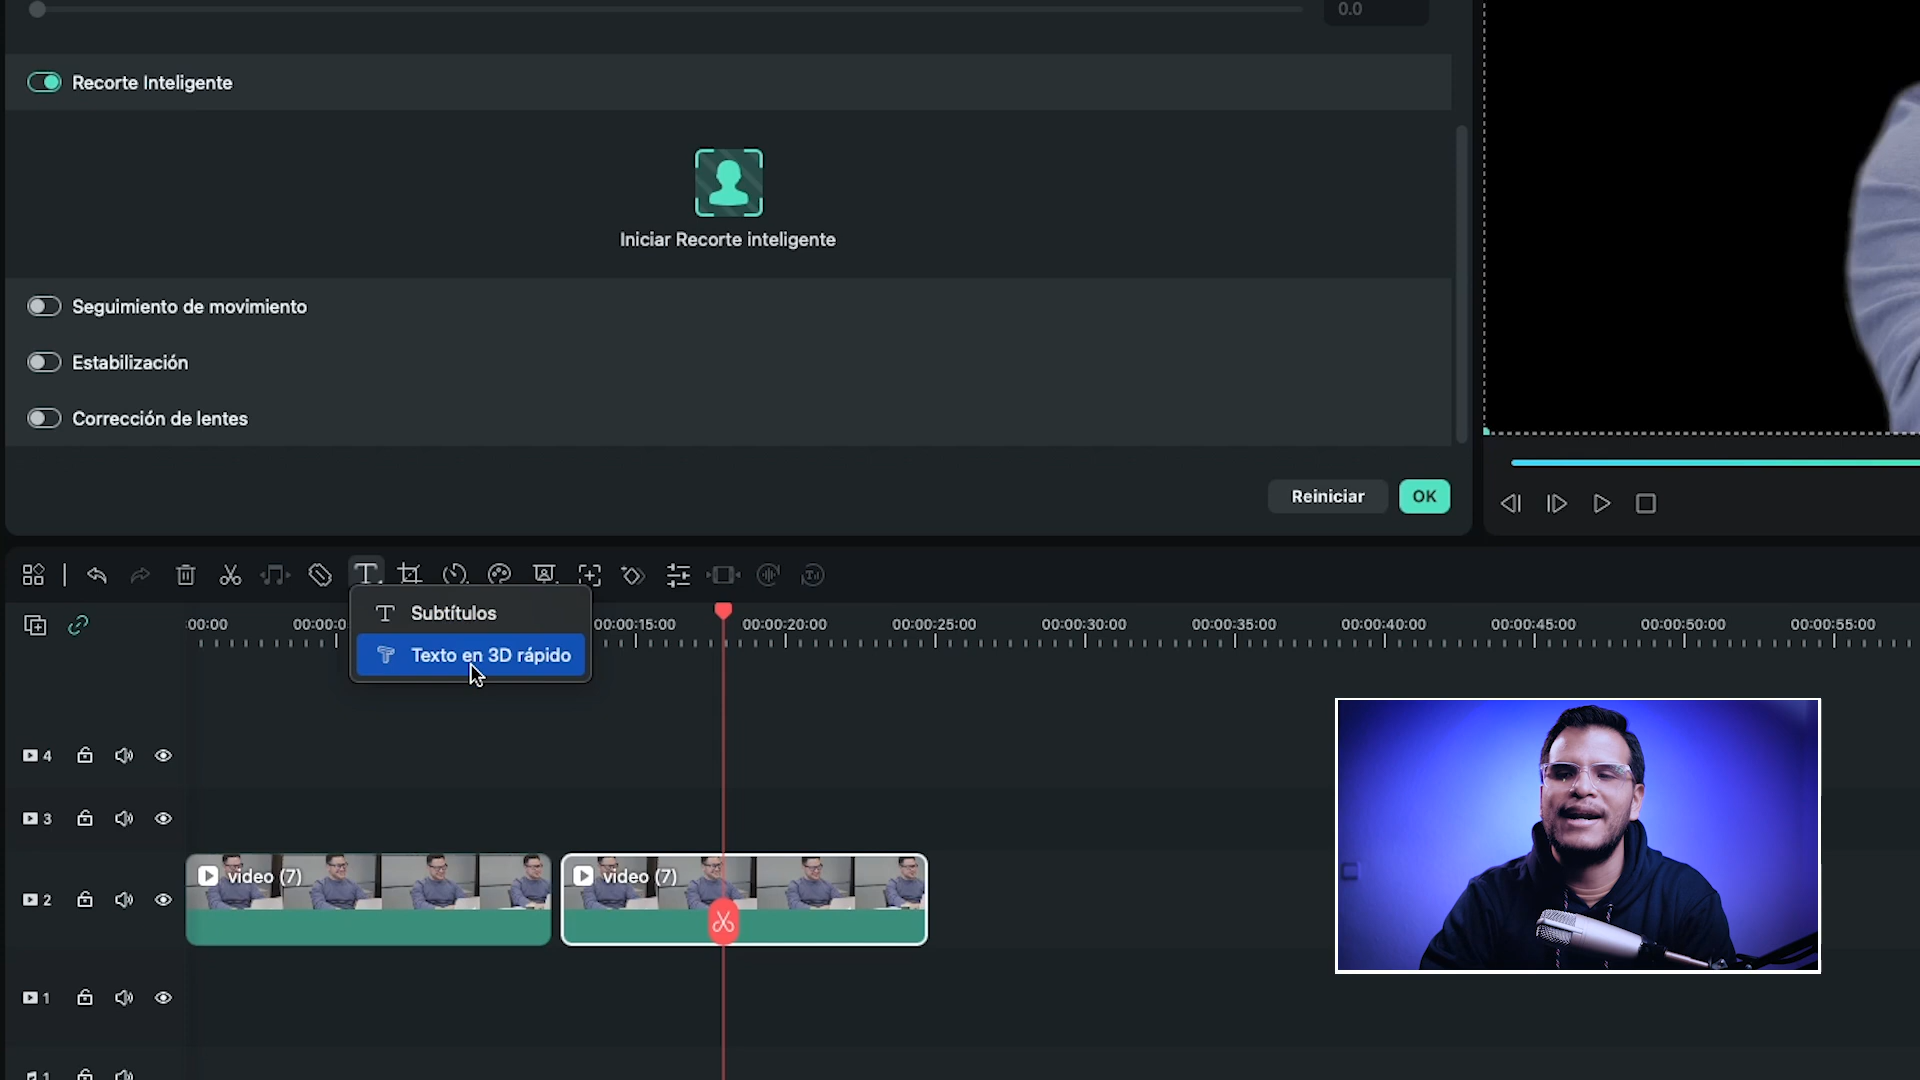 0.0
Recorte Inteligente
Iniciar Recorte inteligente
Seguimiento de movimiento
Estabilización
Corrección de lentes
Reiniciar
OK
Subtítulos
Texto en 3D rápido
:00:00 00:00:0 00:00:15:00 00:00:20:00 00:00:25:00 00:00:30:00 00:00:35:00 00:00:40:00 00:00:45:00 00:00:50:00 00:00:55:00
4
3
2 video (7) video (7)
1
1